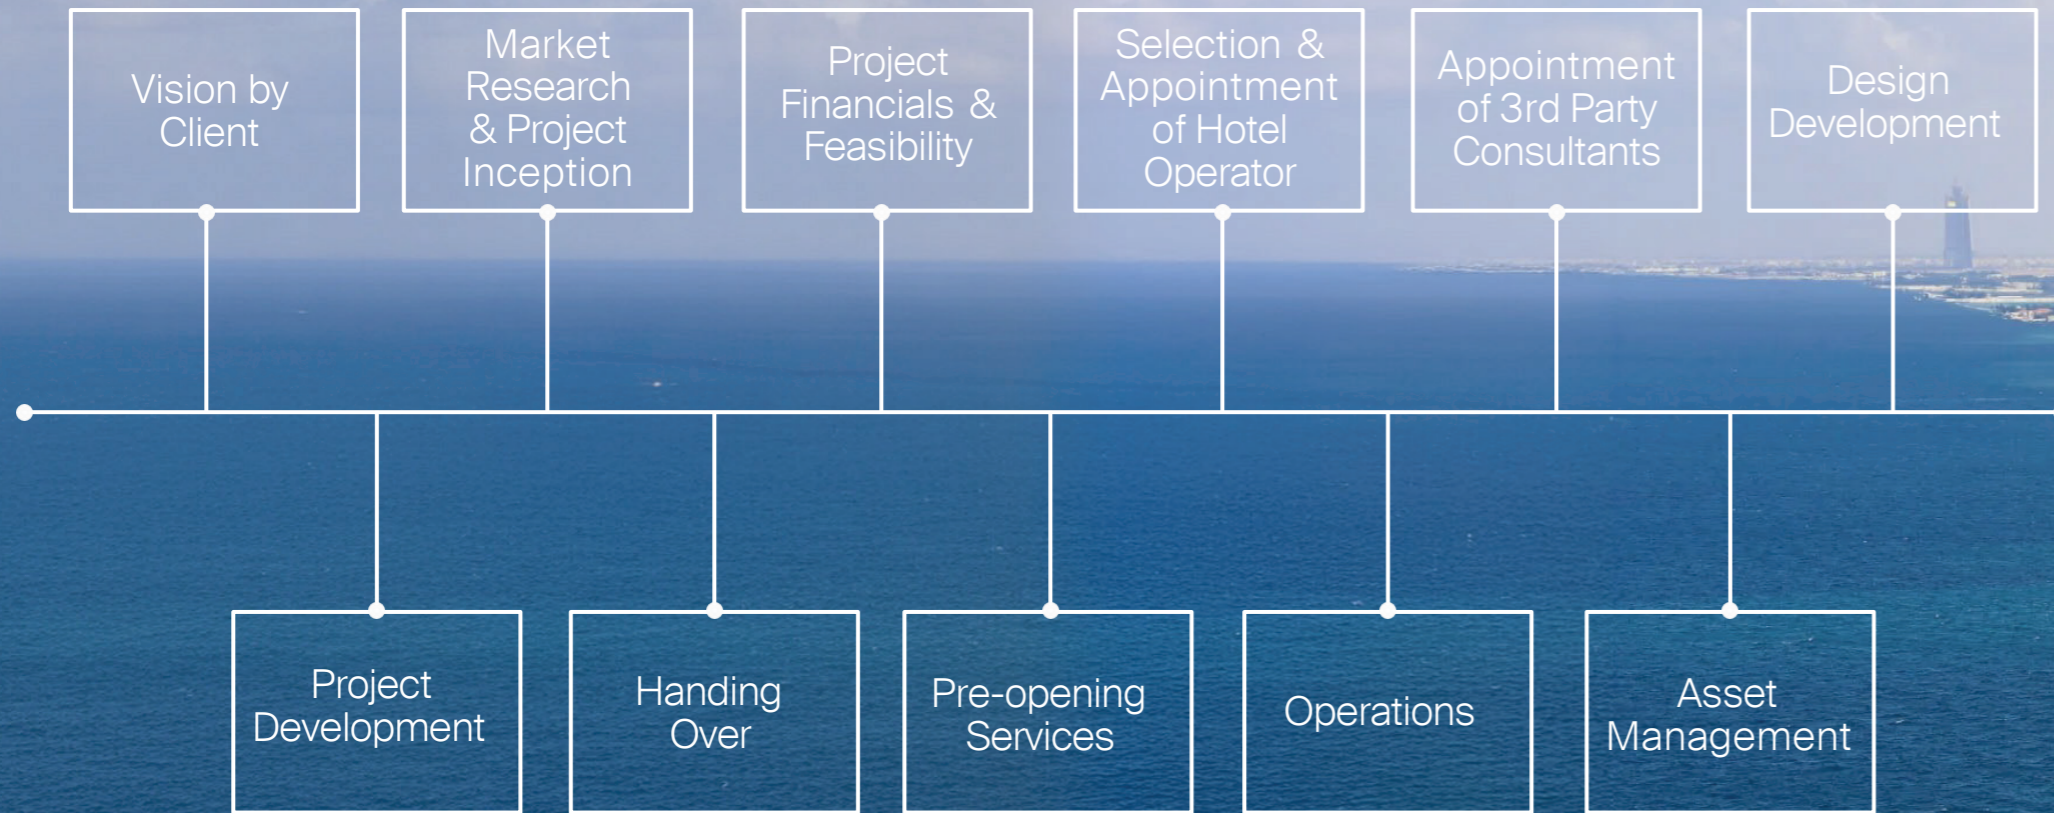 Vision by
Client
Market
Research
& Project
Inception
Project
Financials &
Feasibility
Selection &
Appointment
of Hotel
Operator
Appointment
of 3rd Party
Consultants
Design
Development
Project
Development
Handing
Over
Pre-opening
Services
Operations
Asset
Management